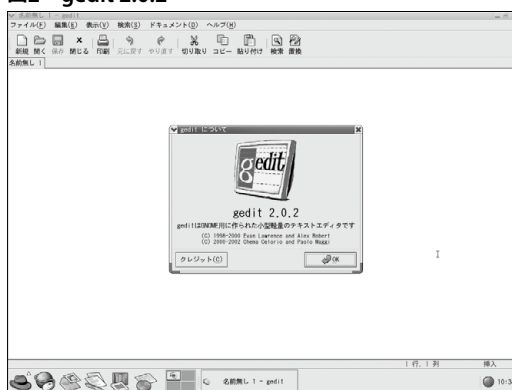 図2 gedit 2.0.2
名前無し 1 - gedit
ファイル(F) 編集(E) 表示(V) 検索(S) ドキュメント(D) ヘルプ(H)
新規 開く 保存 閉じる 印刷 元に戻す やり直す 切り取り コピー 貼り付け 検索 置換
名前無し 1
gedit について
gedit
gedit 2.0.2
geditはGNOME用に作られた小型軽量のテキストエディタです
(C) 1998-2000 Evan Lawrence and Alex Robert
(C) 2000-2002 Chema Celorio and Paolo Maggi
クレジット(C) OK
1 行, 1 列 挿入
名前無し 1 - gedit